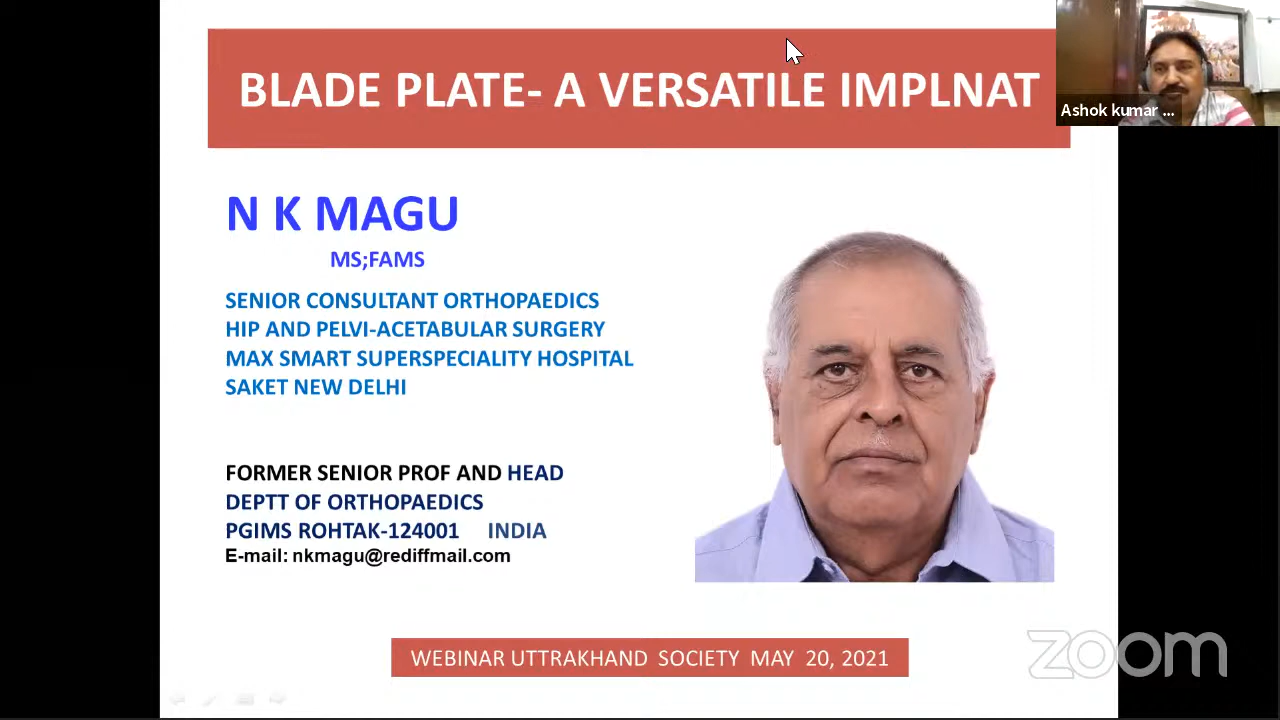 BLADE PLATE- A VERSATILE IMPLNAT
Ashok kumar ...
N K MAGU
MS;FAMS
SENIOR CONSULTANT ORTHOPAEDICS
HIP AND PELVI-ACETABULAR SURGERY
MAX SMART SUPERSPECIALITY HOSPITAL
SAKET NEW DELHI
FORMER SENIOR PROF AND HEAD
DEPTT OF ORTHOPAEDICS
PGIMS ROHTAK-124001 INDIA
E-mail: nkmagu@rediffmail.com
WEBINAR UTTRAKHAND SOCIETY MAY 20, 2021
zoom